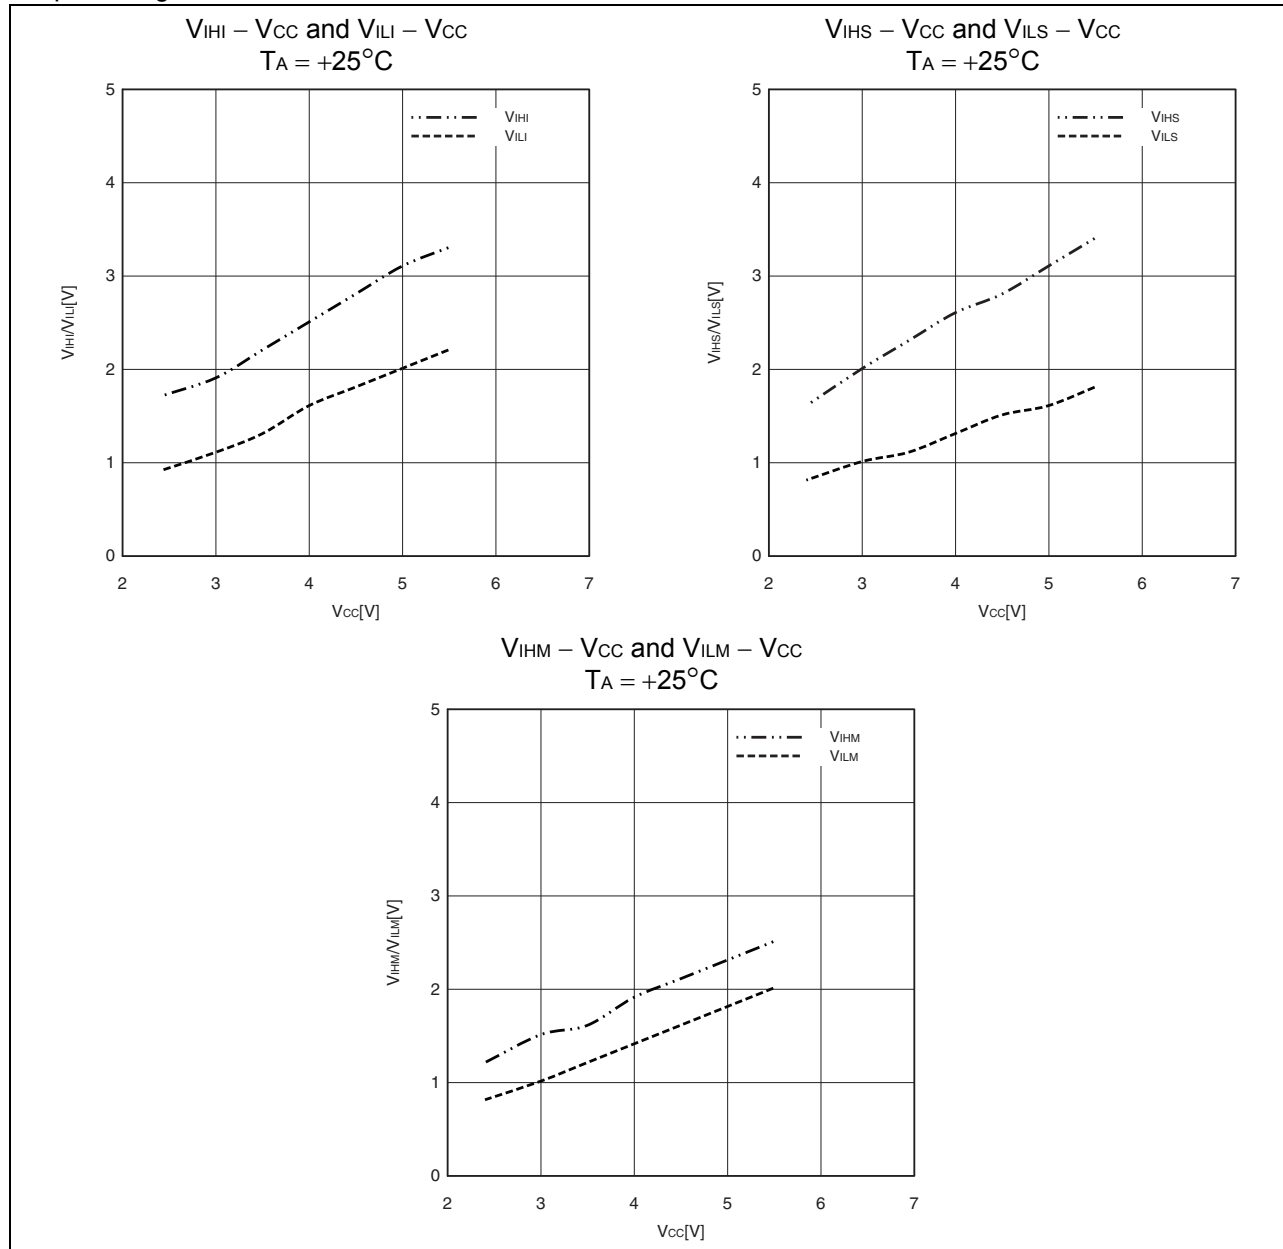 VIHI – VCC and VILI – VCC
TA = +25°C
VIHI
VILI
5
4
3
2
1
0
VIHI/VILI[V]
2 3 4 5 6 7
VCC[V]
VIHS – VCC and VILS – VCC
TA = +25°C
VIHS
VILS
5
4
3
2
1
0
VIHS/VILS[V]
2 3 4 5 6 7
VCC[V]
VIHM – VCC and VILM – VCC
TA = +25°C
VIHM
VILM
5
4
3
2
1
0
VIHM/VILM[V]
2 3 4 5 6 7
VCC[V]